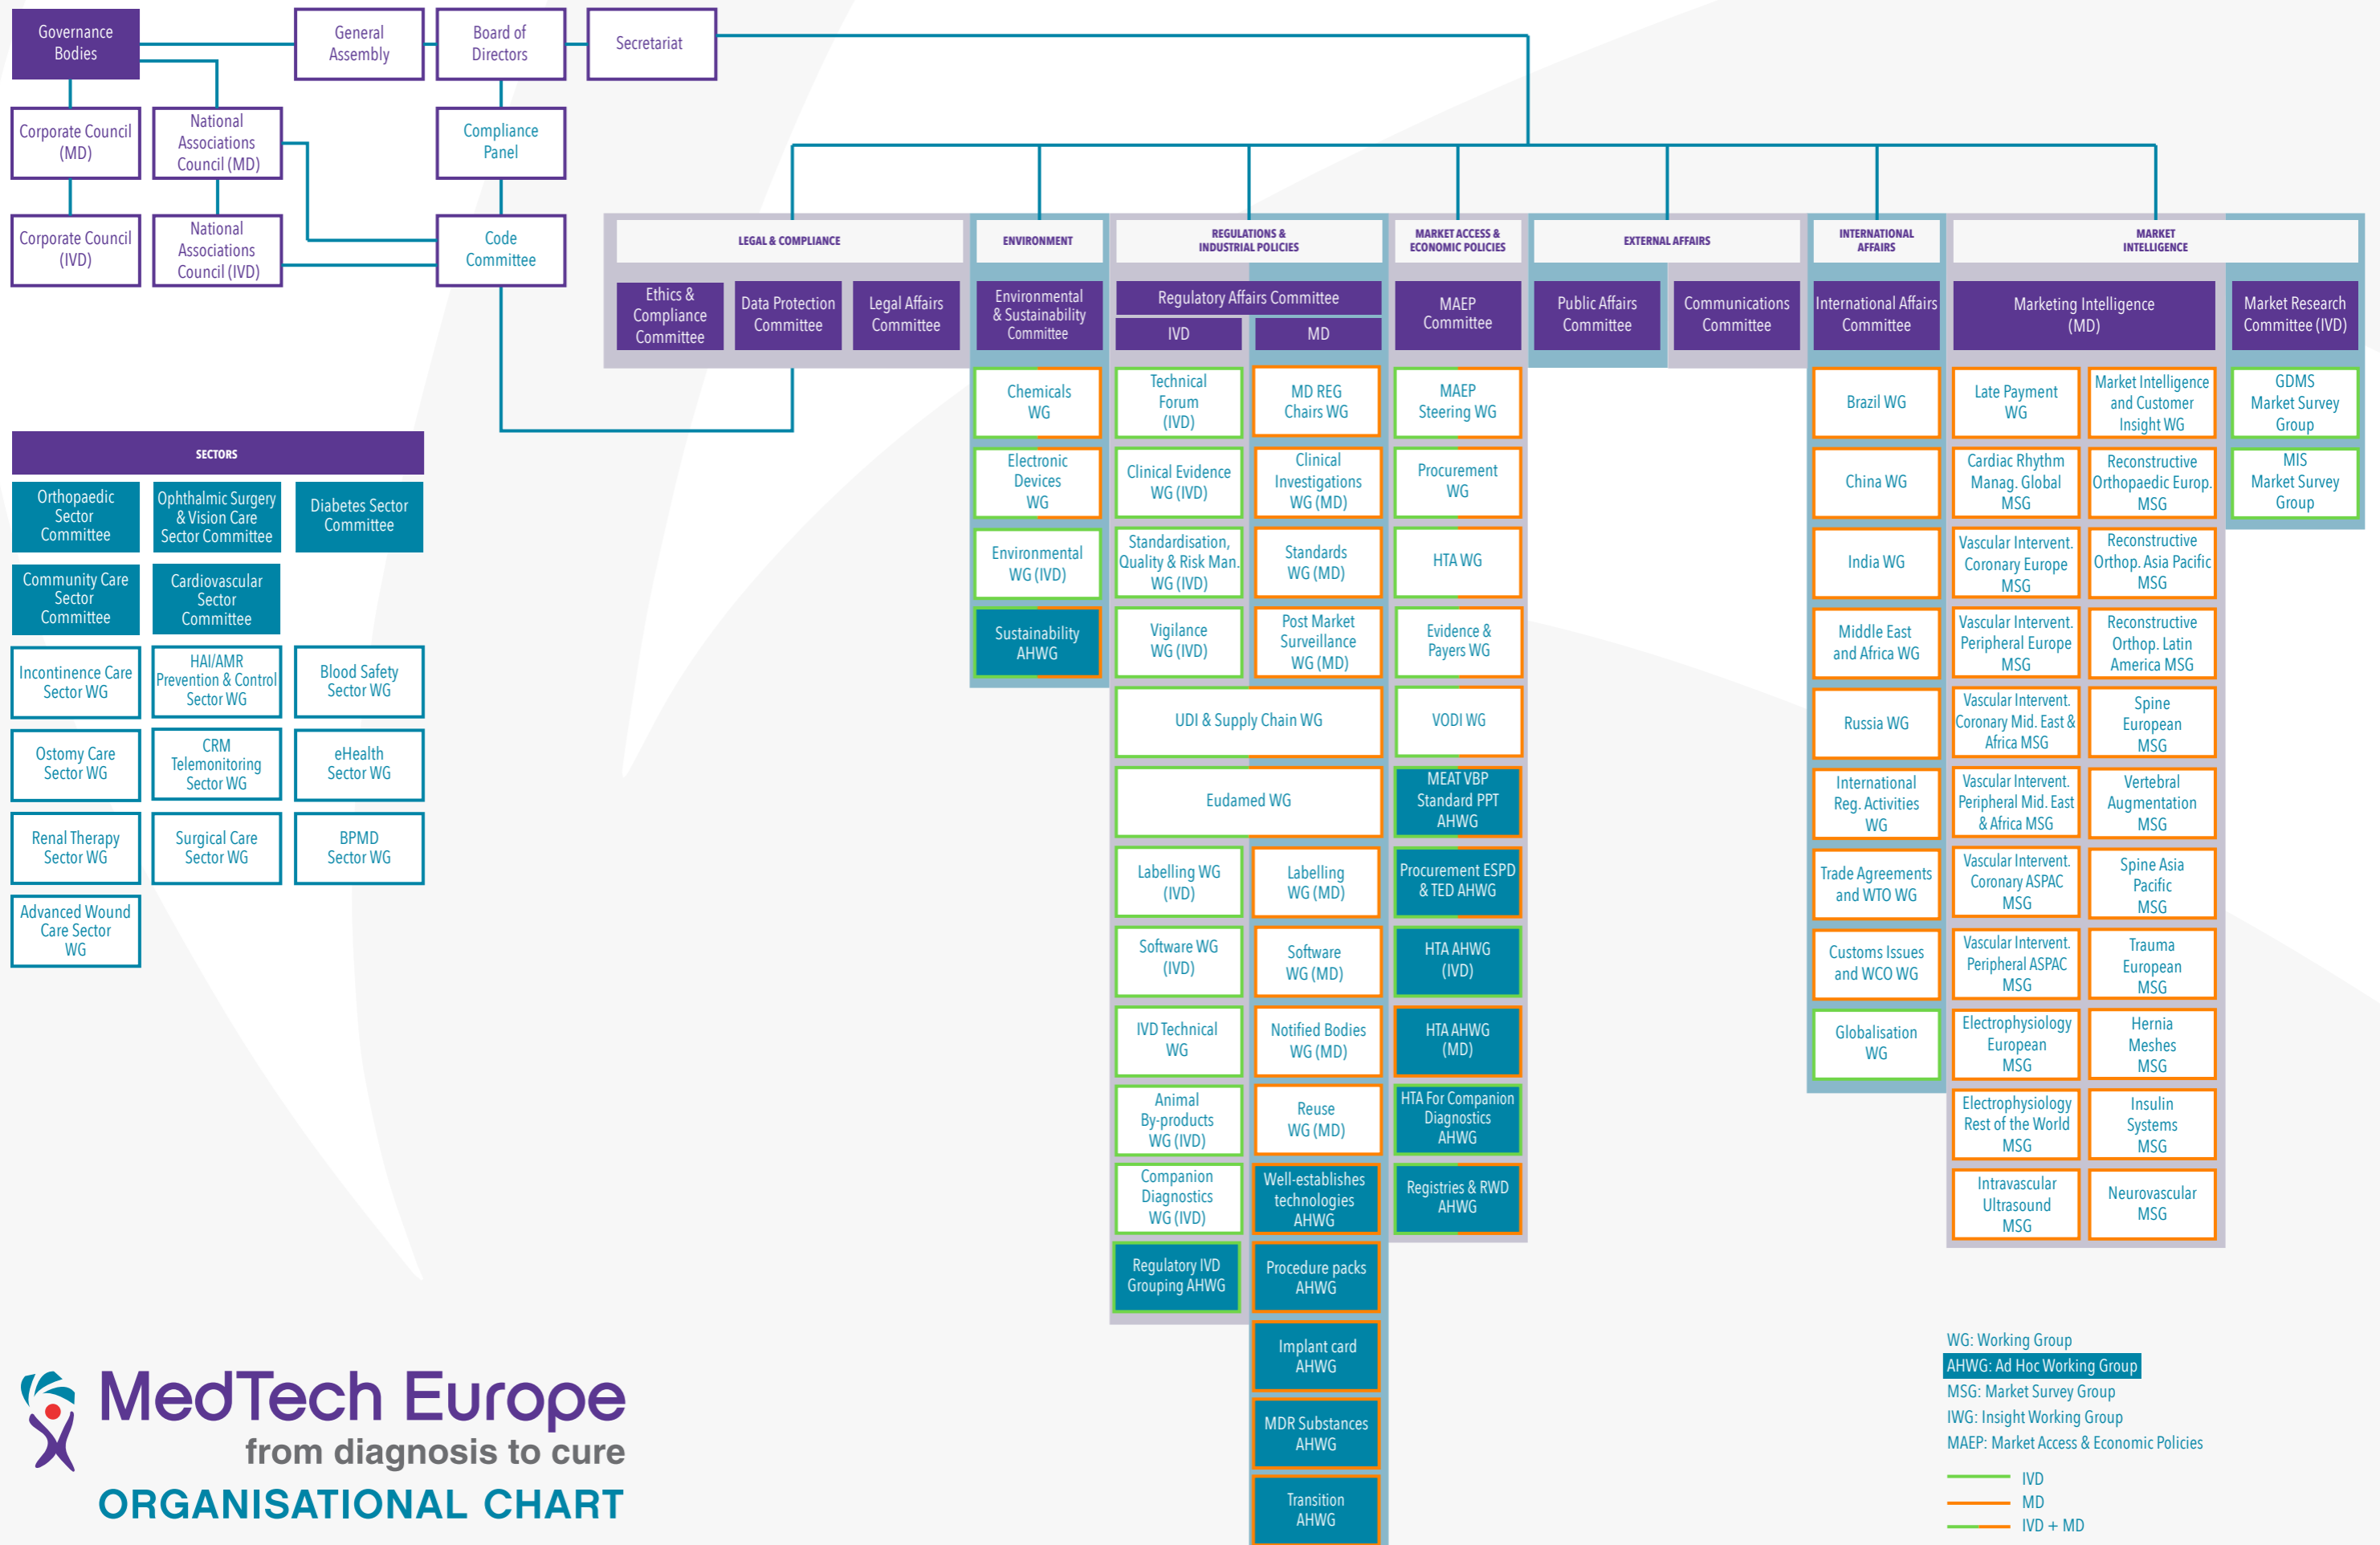 Governance
Bodies
General
Assembly
Board of
Directors
Secretariat
Corporate Council
(MD)
National
Associations
Council (MD)
Compliance
Panel
Corporate Council
(IVD)
National
Associations
Council (IVD)
Code
Committee
LEGAL & COMPLIANCE
ENVIRONMENT
REGULATIONS &
INDUSTRIAL POLICIES
MARKET ACCESS &
ECONOMIC POLICIES
EXTERNAL AFFAIRS
INTERNATIONAL
AFFAIRS
MARKET
INTELLIGENCE
Ethics &
Compliance
Committee
Data Protection
Committee
Legal Affairs
Committee
Environmental
& Sustainability
Committee
Regulatory Affairs Committee
IVD
MD
MAEP
Committee
Public Affairs
Committee
Communications
Committee
International Affairs
Committee
Marketing Intelligence
(MD)
Market Research
Committee (IVD)
Chemicals
WG
Electronic
Devices
WG
Environmental
WG (IVD)
Sustainability
AHWG
Technical
Forum
(IVD)
MD REG
Chairs WG
Clinical Evidence
WG (IVD)
Clinical
Investigations
WG (MD)
Standardisation,
Quality & Risk Man.
WG (IVD)
Standards
WG (MD)
Vigilance
WG (IVD)
Post Market
Surveillance
WG (MD)
UDI & Supply Chain WG
Eudamed WG
Labelling WG
(IVD)
Labelling
WG (MD)
Software WG
(IVD)
Software
WG (MD)
IVD Technical
WG
Notified Bodies
WG (MD)
Animal
By-products
WG (IVD)
Reuse
WG (MD)
Companion
Diagnostics
WG (IVD)
Well-establishes
technologies
AHWG
Regulatory IVD
Grouping AHWG
Procedure packs
AHWG
Implant card
AHWG
MDR Substances
AHWG
Transition
AHWG
MAEP
Steering WG
Procurement
WG
HTA WG
Evidence &
Payers WG
VODI WG
MEAT VBP
Standard PPT
AHWG
Procurement ESPD
& TED AHWG
HTA AHWG
(IVD)
HTA AHWG
(MD)
HTA For Companion
Diagnostics
AHWG
Registries & RWD
AHWG
Brazil WG
China WG
India WG
Middle East
and Africa WG
Russia WG
International
Reg. Activities
WG
Trade Agreements
and WTO WG
Customs Issues
and WCO WG
Globalisation
WG
Late Payment
WG
Market Intelligence
and Customer
Insight WG
Cardiac Rhythm
Manag. Global
MSG
Reconstructive
Orthopaedic Europ.
MSG
Vascular Intervent.
Coronary Europe
MSG
Reconstructive
Orthop. Asia Pacific
MSG
Vascular Intervent.
Peripheral Europe
MSG
Reconstructive
Orthop. Latin
America MSG
Vascular Intervent.
Coronary Mid. East &
Africa MSG
Spine
European
MSG
Vascular Intervent.
Peripheral Mid. East
& Africa MSG
Vertebral
Augmentation
MSG
Vascular Intervent.
Coronary ASPAC
MSG
Spine Asia
Pacific
MSG
Vascular Intervent.
Peripheral ASPAC
MSG
Trauma
European
MSG
Electrophysiology
European
MSG
Hernia
Meshes
MSG
Electrophysiology
Rest of the World
MSG
Insulin
Systems
MSG
Intravascular
Ultrasound
MSG
Neurovascular
MSG
GDMS
Market Survey
Group
MIS
Market Survey
Group
SECTORS
Orthopaedic
Sector
Committee
Ophthalmic Surgery
& Vision Care
Sector Committee
Diabetes Sector
Committee
Community Care
Sector
Committee
Cardiovascular
Sector
Committee
Incontinence Care
Sector WG
HAI/AMR
Prevention & Control
Sector WG
Blood Safety
Sector WG
Ostomy Care
Sector WG
CRM
Telemonitoring
Sector WG
eHealth
Sector WG
Renal Therapy
Sector WG
Surgical Care
Sector WG
BPMD
Sector WG
Advanced Wound
Care Sector
WG
MedTech Europe
from diagnosis to cure
ORGANISATIONAL CHART
WG: Working Group
AHWG: Ad Hoc Working Group
MSG: Market Survey Group
IWG: Insight Working Group
MAEP: Market Access & Economic Policies
IVD
MD
IVD + MD